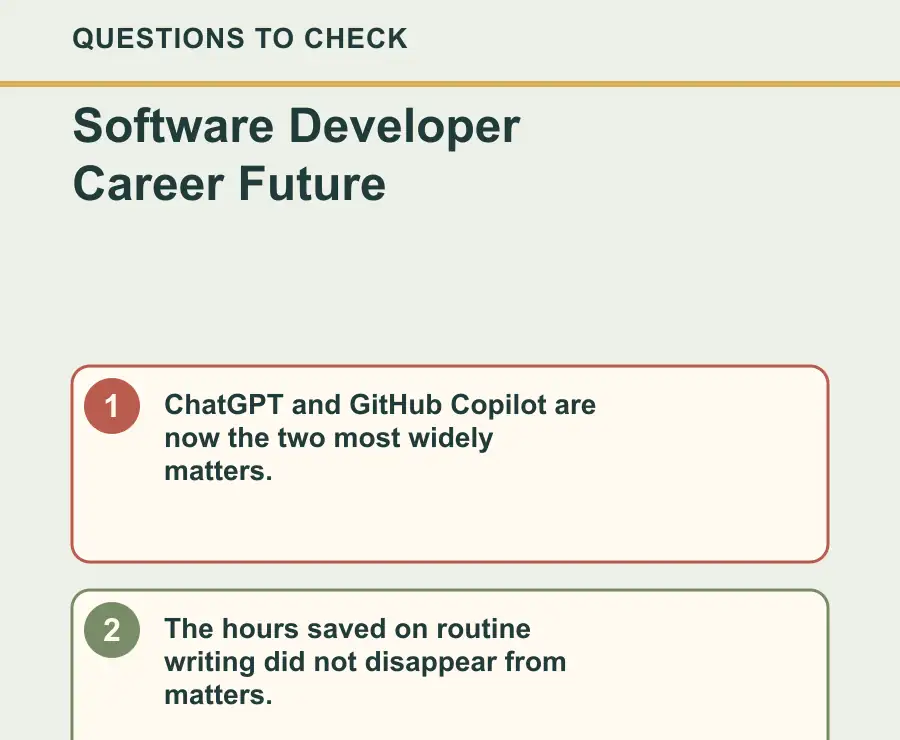 QUESTIONS TO CHECK
Software Developer
Career Future
1
ChatGPT and GitHub Copilot are
now the two most widely
matters.
2
The hours saved on routine
writing did not disappear from
matters.